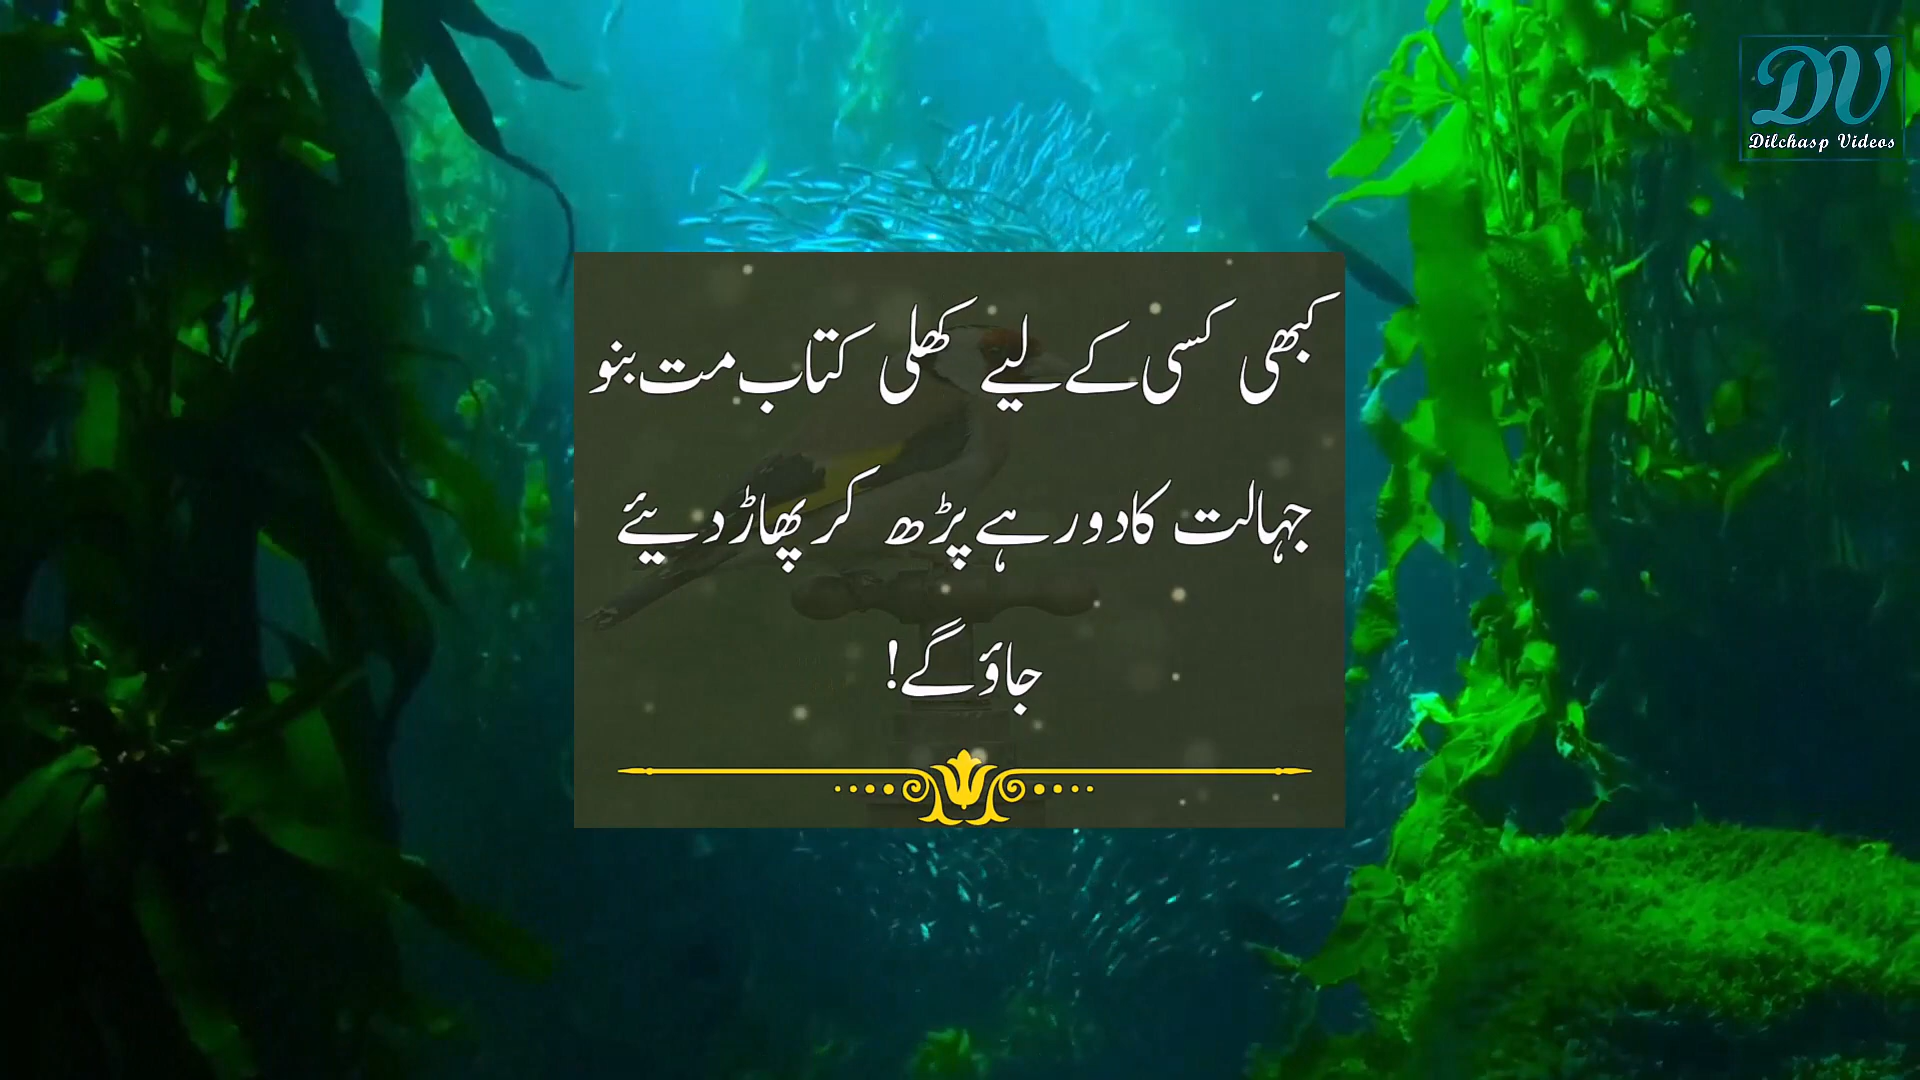 DV
Dilchasp Videos
کبھی کسی کے لیے کھلی کتاب مت بنو
جہالت کا دور ہے پڑھ کر پھاڑ دیئے
جاؤ گے!